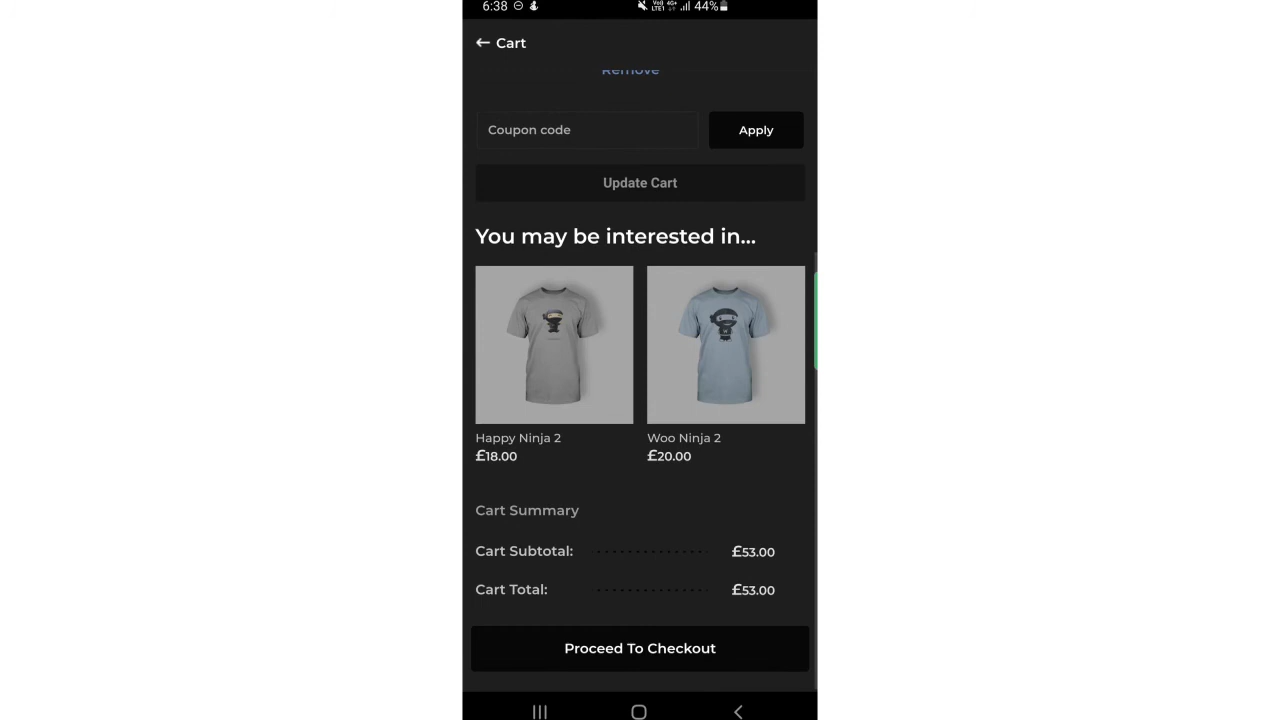 6:38 44%
Cart
Remove
Coupon code Apply
Update Cart
You may be interested in...
Happy Ninja 2 Woo Ninja 2
£18.00 £20.00
Cart Summary
Cart Subtotal: £53.00
Cart Total: £53.00
Proceed To Checkout